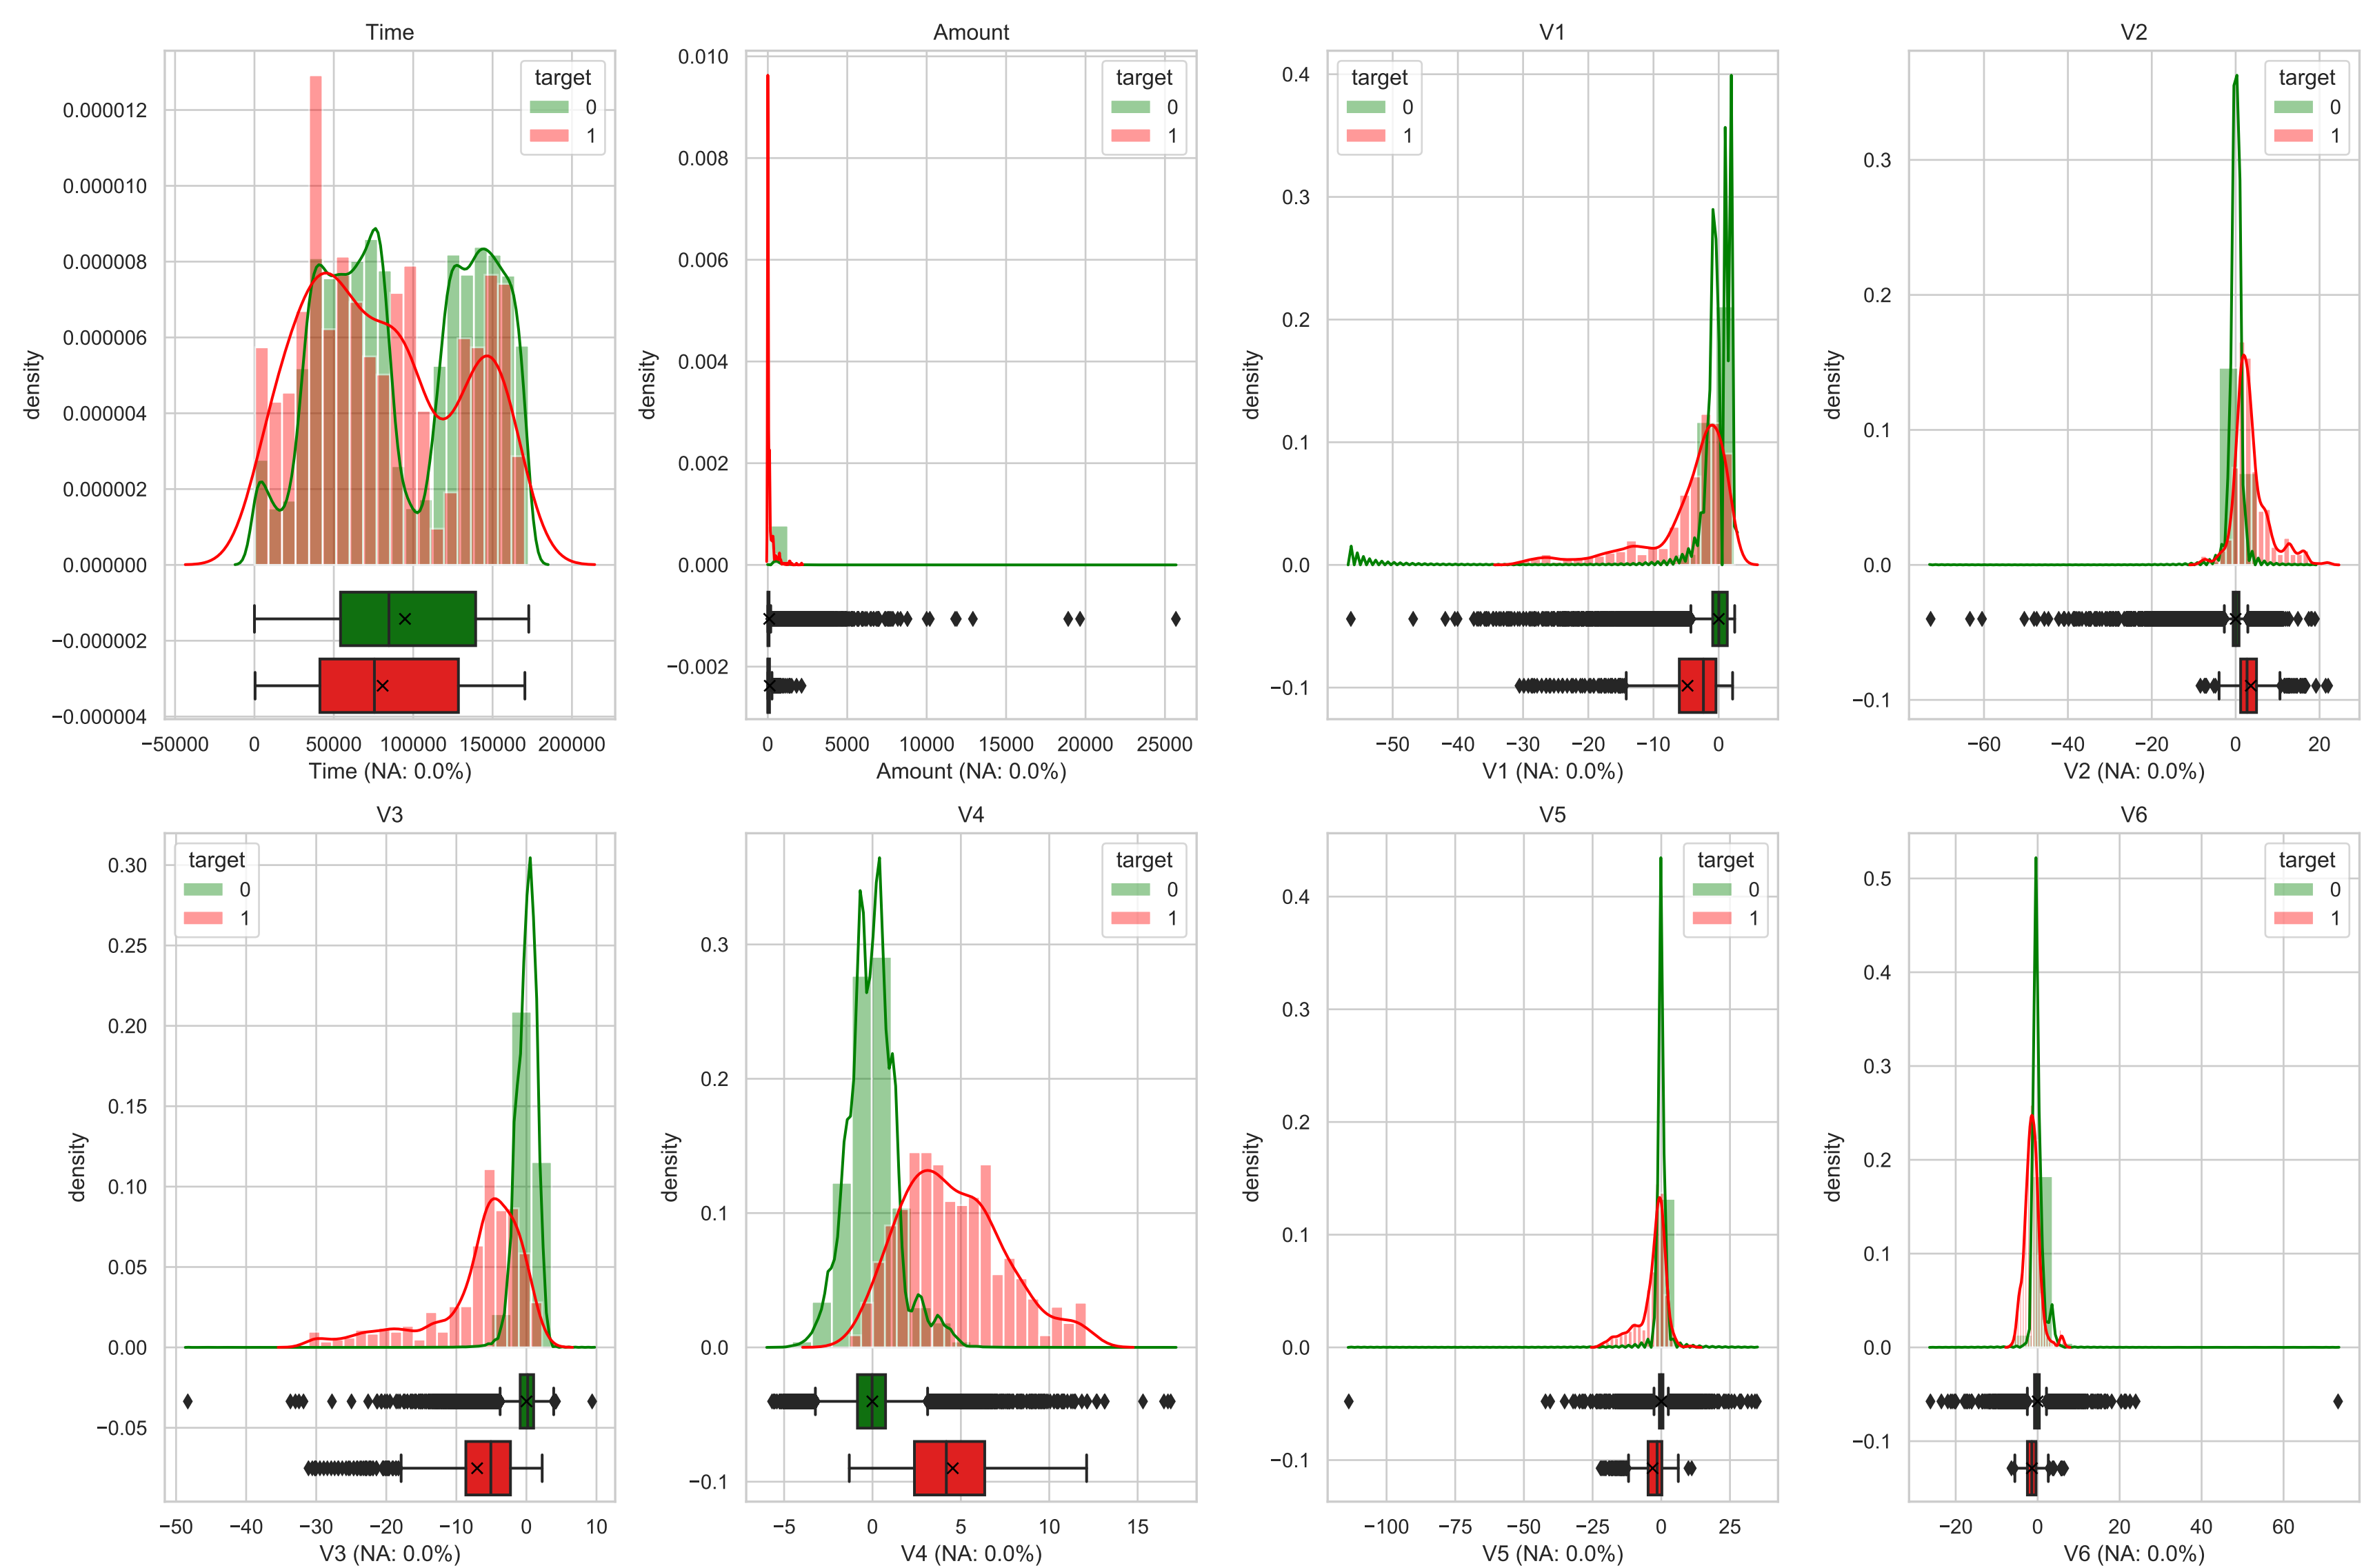 Time
target
0
1
density
0.000012
0.000010
0.000008
0.000006
0.000004
0.000002
0.000000
−0.000002
−0.000004
−50000 0 50000 100000 150000 200000
Time (NA: 0.0%)
Amount
target
0
1
density
0.010
0.008
0.006
0.004
0.002
0.000
−0.002
0 5000 10000 15000 20000 25000
Amount (NA: 0.0%)
V1
target
0
1
density
0.4
0.3
0.2
0.1
0.0
−0.1
−50 −40 −30 −20 −10 0
V1 (NA: 0.0%)
V2
target
0
1
density
0.3
0.2
0.1
0.0
−0.1
−60 −40 −20 0 20
V2 (NA: 0.0%)
V3
target
0
1
density
0.30
0.25
0.20
0.15
0.10
0.05
0.00
−0.05
−50 −40 −30 −20 −10 0 10
V3 (NA: 0.0%)
V4
target
0
1
density
0.3
0.2
0.1
0.0
−0.1
−5 0 5 10 15
V4 (NA: 0.0%)
V5
target
0
1
density
0.4
0.3
0.2
0.1
0.0
−0.1
−100 −75 −50 −25 0 25
V5 (NA: 0.0%)
V6
target
0
1
density
0.5
0.4
0.3
0.2
0.1
0.0
−0.1
−20 0 20 40 60
V6 (NA: 0.0%)